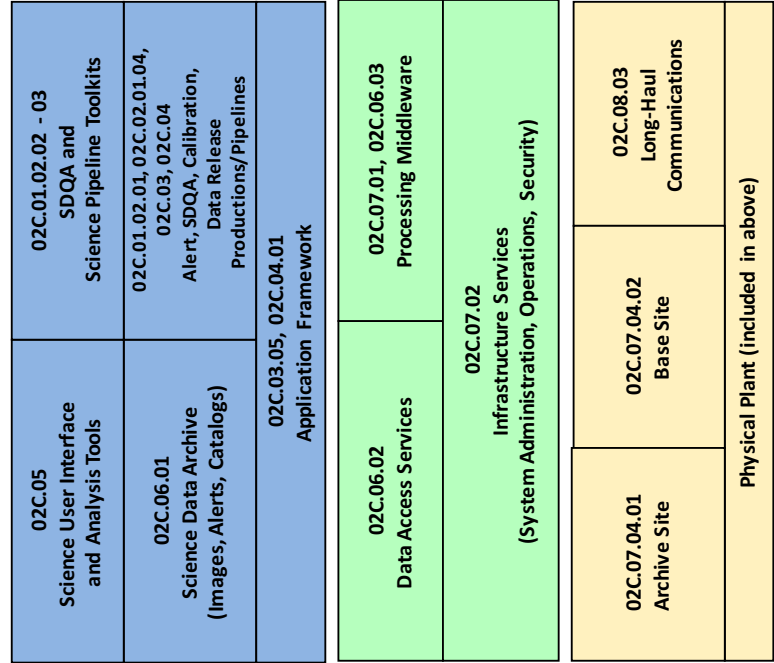 02C.05
Science User Interface
and Analysis Tools
02C.01.02.02 - 03
SDQA and
Science Pipeline Toolkits
02C.06.01
Science Data Archive
(Images, Alerts, Catalogs)
02C.01.02.01, 02C.02.01.04,
02C.03, 02C.04
Alert, SDQA, Calibration,
Data Release
Productions/Pipelines
02C.03.05, 02C.04.01
Application Framework
02C.06.02
Data Access Services
02C.07.01, 02C.06.03
Processing Middleware
02C.07.02
Infrastructure Services
(System Administration, Operations, Security)
02C.07.04.01
Archive Site
02C.07.04.02
Base Site
02C.08.03
Long-Haul
Communications
Physical Plant (included in above)